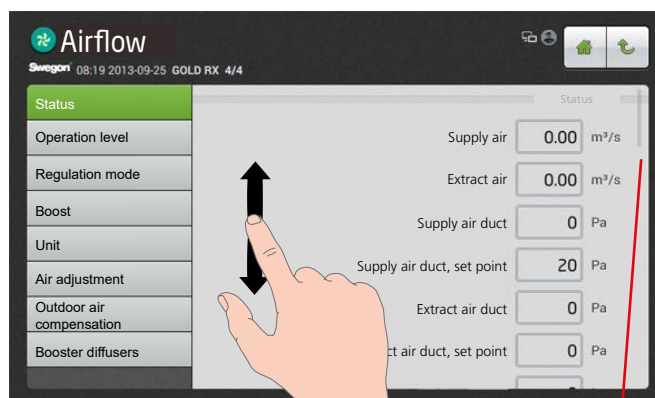 Airflow
Swegon 08:19 2013-09-25 GOLD RX 4/4
Status
Operation level
Regulation mode
Boost
Unit
Air adjustment
Outdoor air
compensation
Booster diffusers
Status
Supply air 0.00 m³/s
Extract air 0.00 m³/s
Supply air duct 0 Pa
Supply air duct, set point 20 Pa
Extract air duct 0 Pa
ct air duct, set point 0 Pa